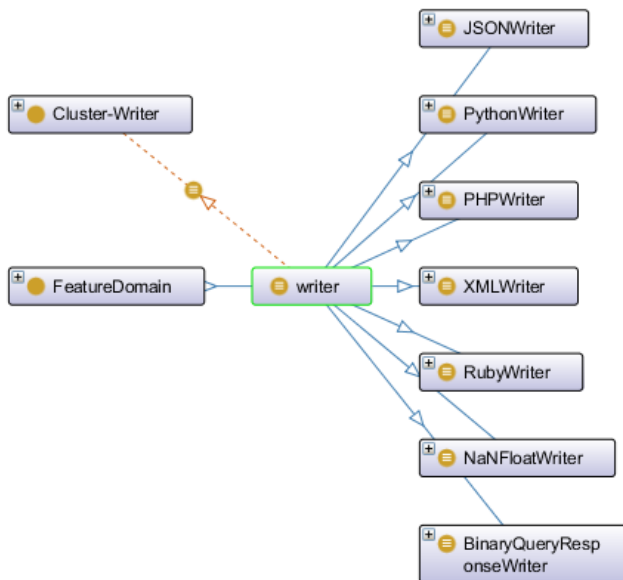 JSONWriter
Cluster-Writer
PythonWriter
PHPWriter
FeatureDomain
writer
XMLWriter
RubyWriter
NaNFloatWriter
BinaryQueryResp
onseWriter